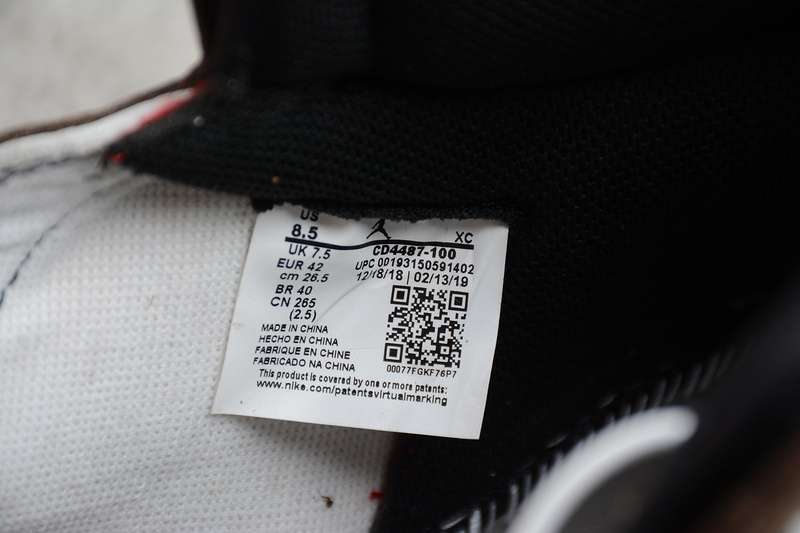 US
8.5
XC
UK 7.5
CD4487-100
EUR 42
UPC 00193150591402
cm 26.5
12/18/18 | 02/13/19
BR 40
CN 265
(2.5)
MADE IN CHINA
HECHO EN CHINA
FABRIQUE EN CHINE
FABRICADO NA CHINA
00077FGKF76P7
This product is covered by one or more patents:
www.nike.com/patentsvirtualmarking